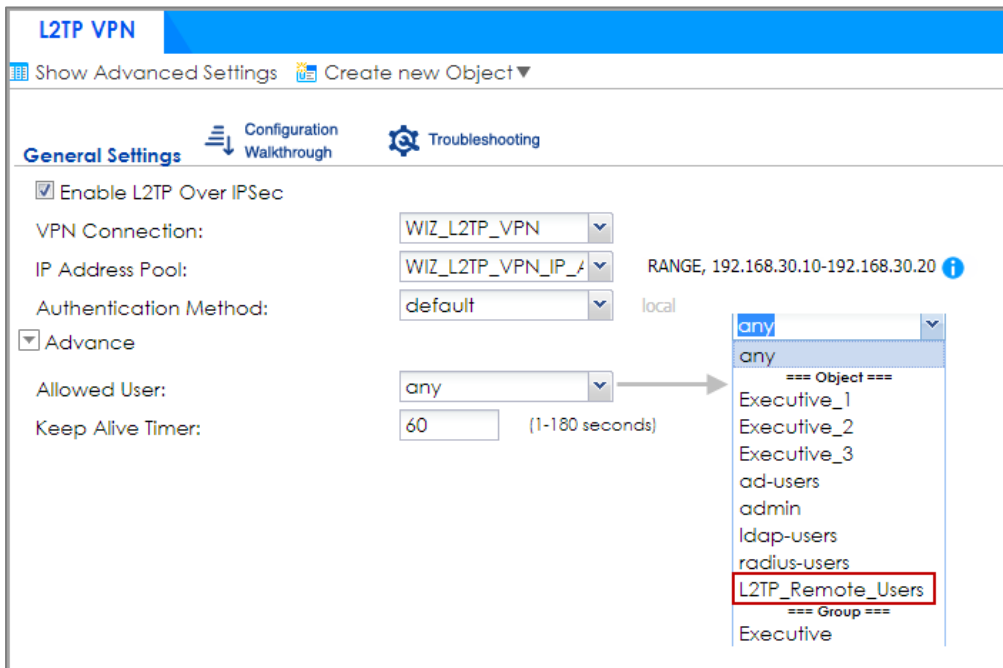 L2TP VPN
Show Advanced Settings Create new Object
Configuration
Walkthrough
Troubleshooting
General Settings
Enable L2TP Over IPSec
VPN Connection: WIZ_L2TP_VPN
IP Address Pool: WIZ_L2TP_VPN_IP_A RANGE, 192.168.30.10-192.168.30.20
Authentication Method: default local
Advance
Allowed User: any
Keep Alive Timer: 60 (1-180 seconds)
any
any
=== Object ===
Executive_1
Executive_2
Executive_3
ad-users
admin
ldap-users
radius-users
L2TP_Remote_Users
=== Group ===
Executive